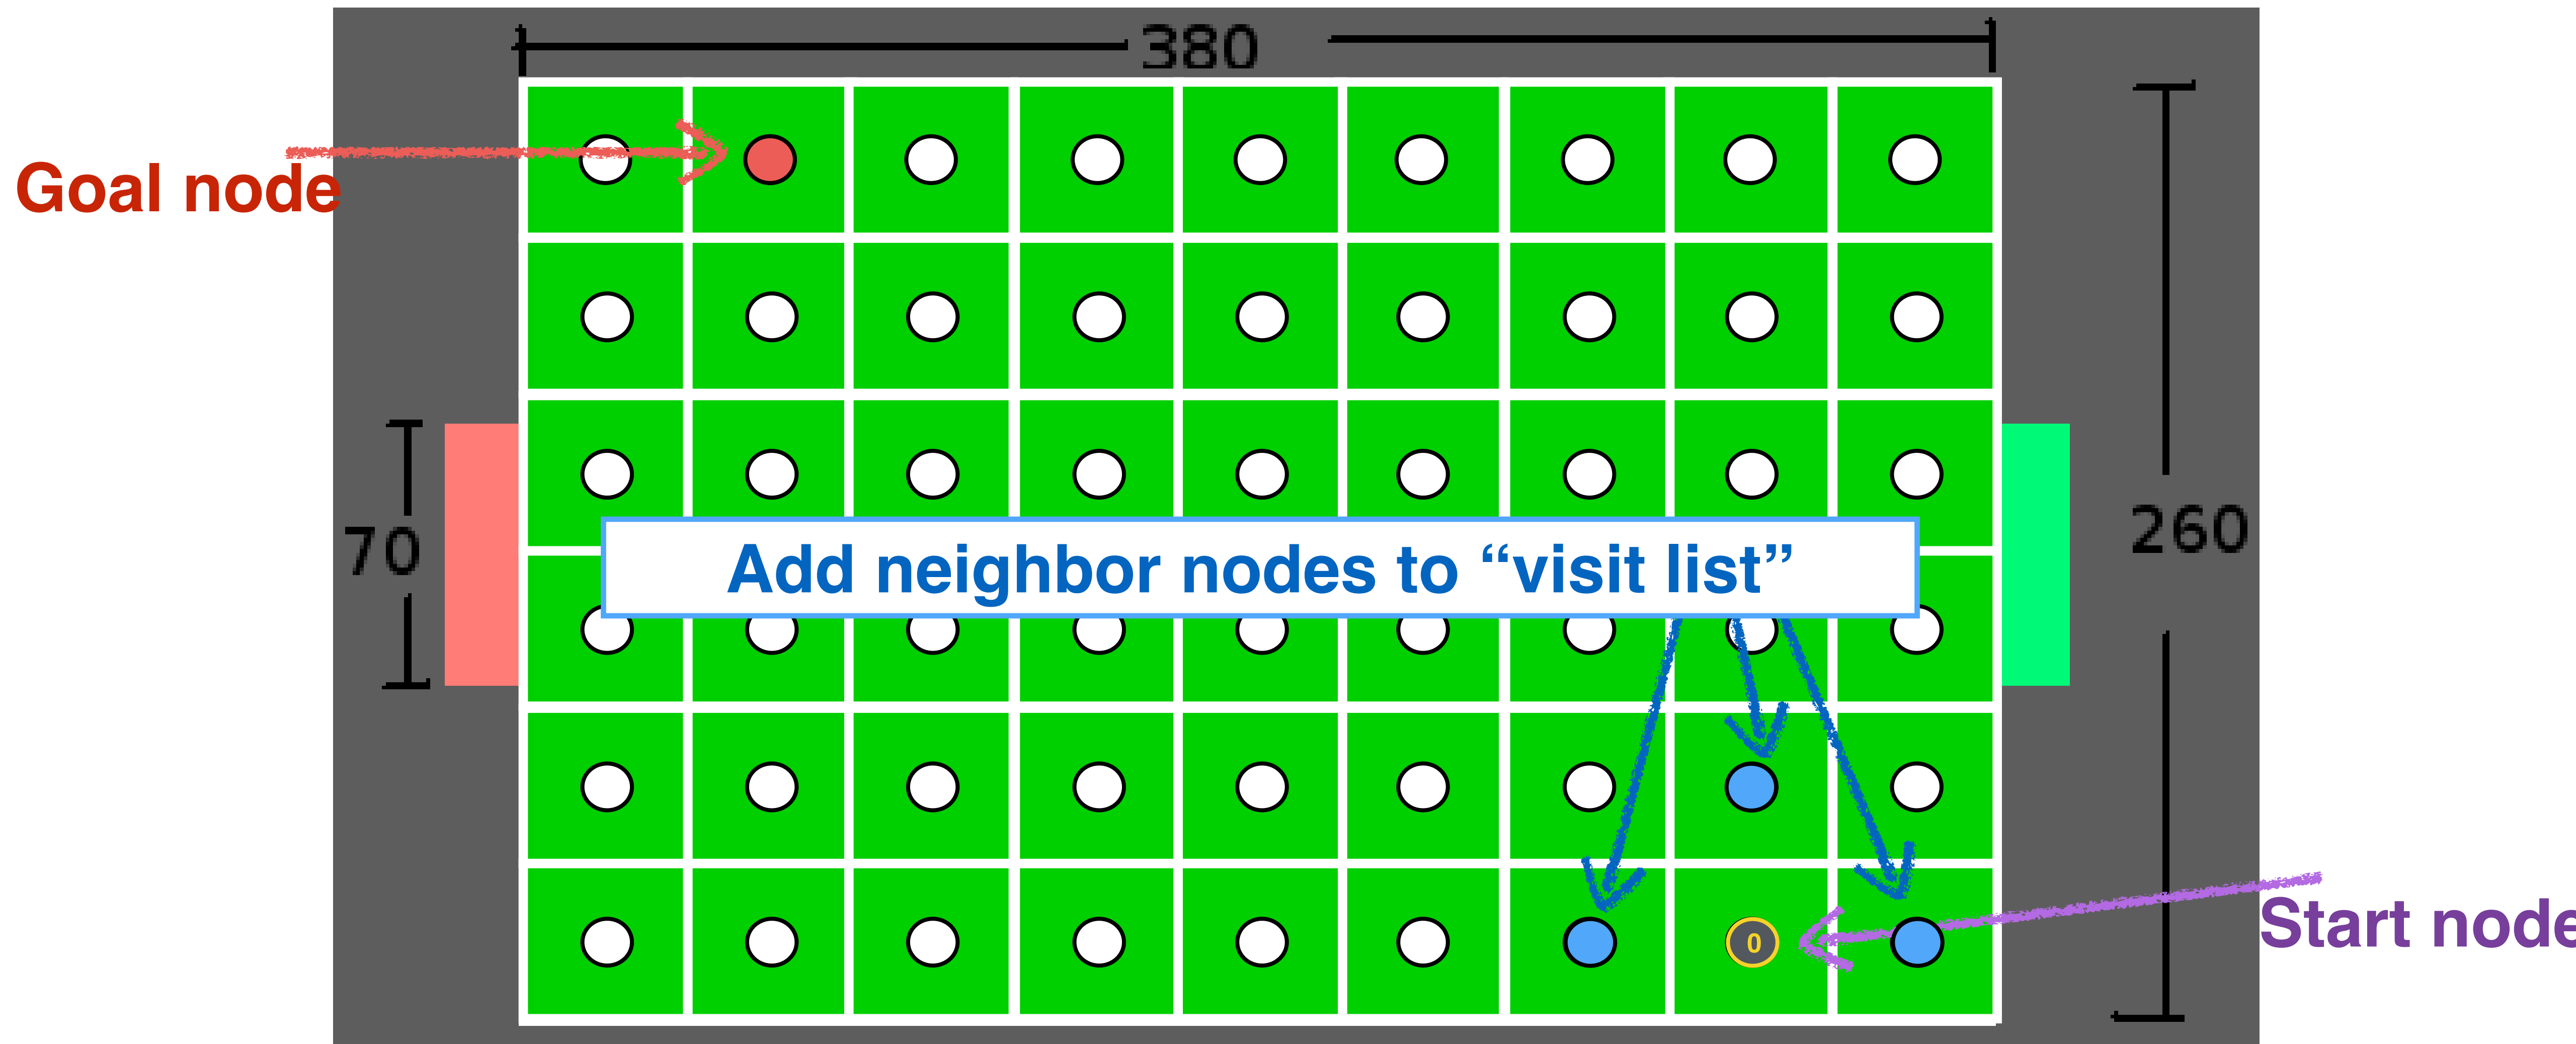 380
Goal node
70
260
Add neighbor nodes to “visit list”
0
Start node